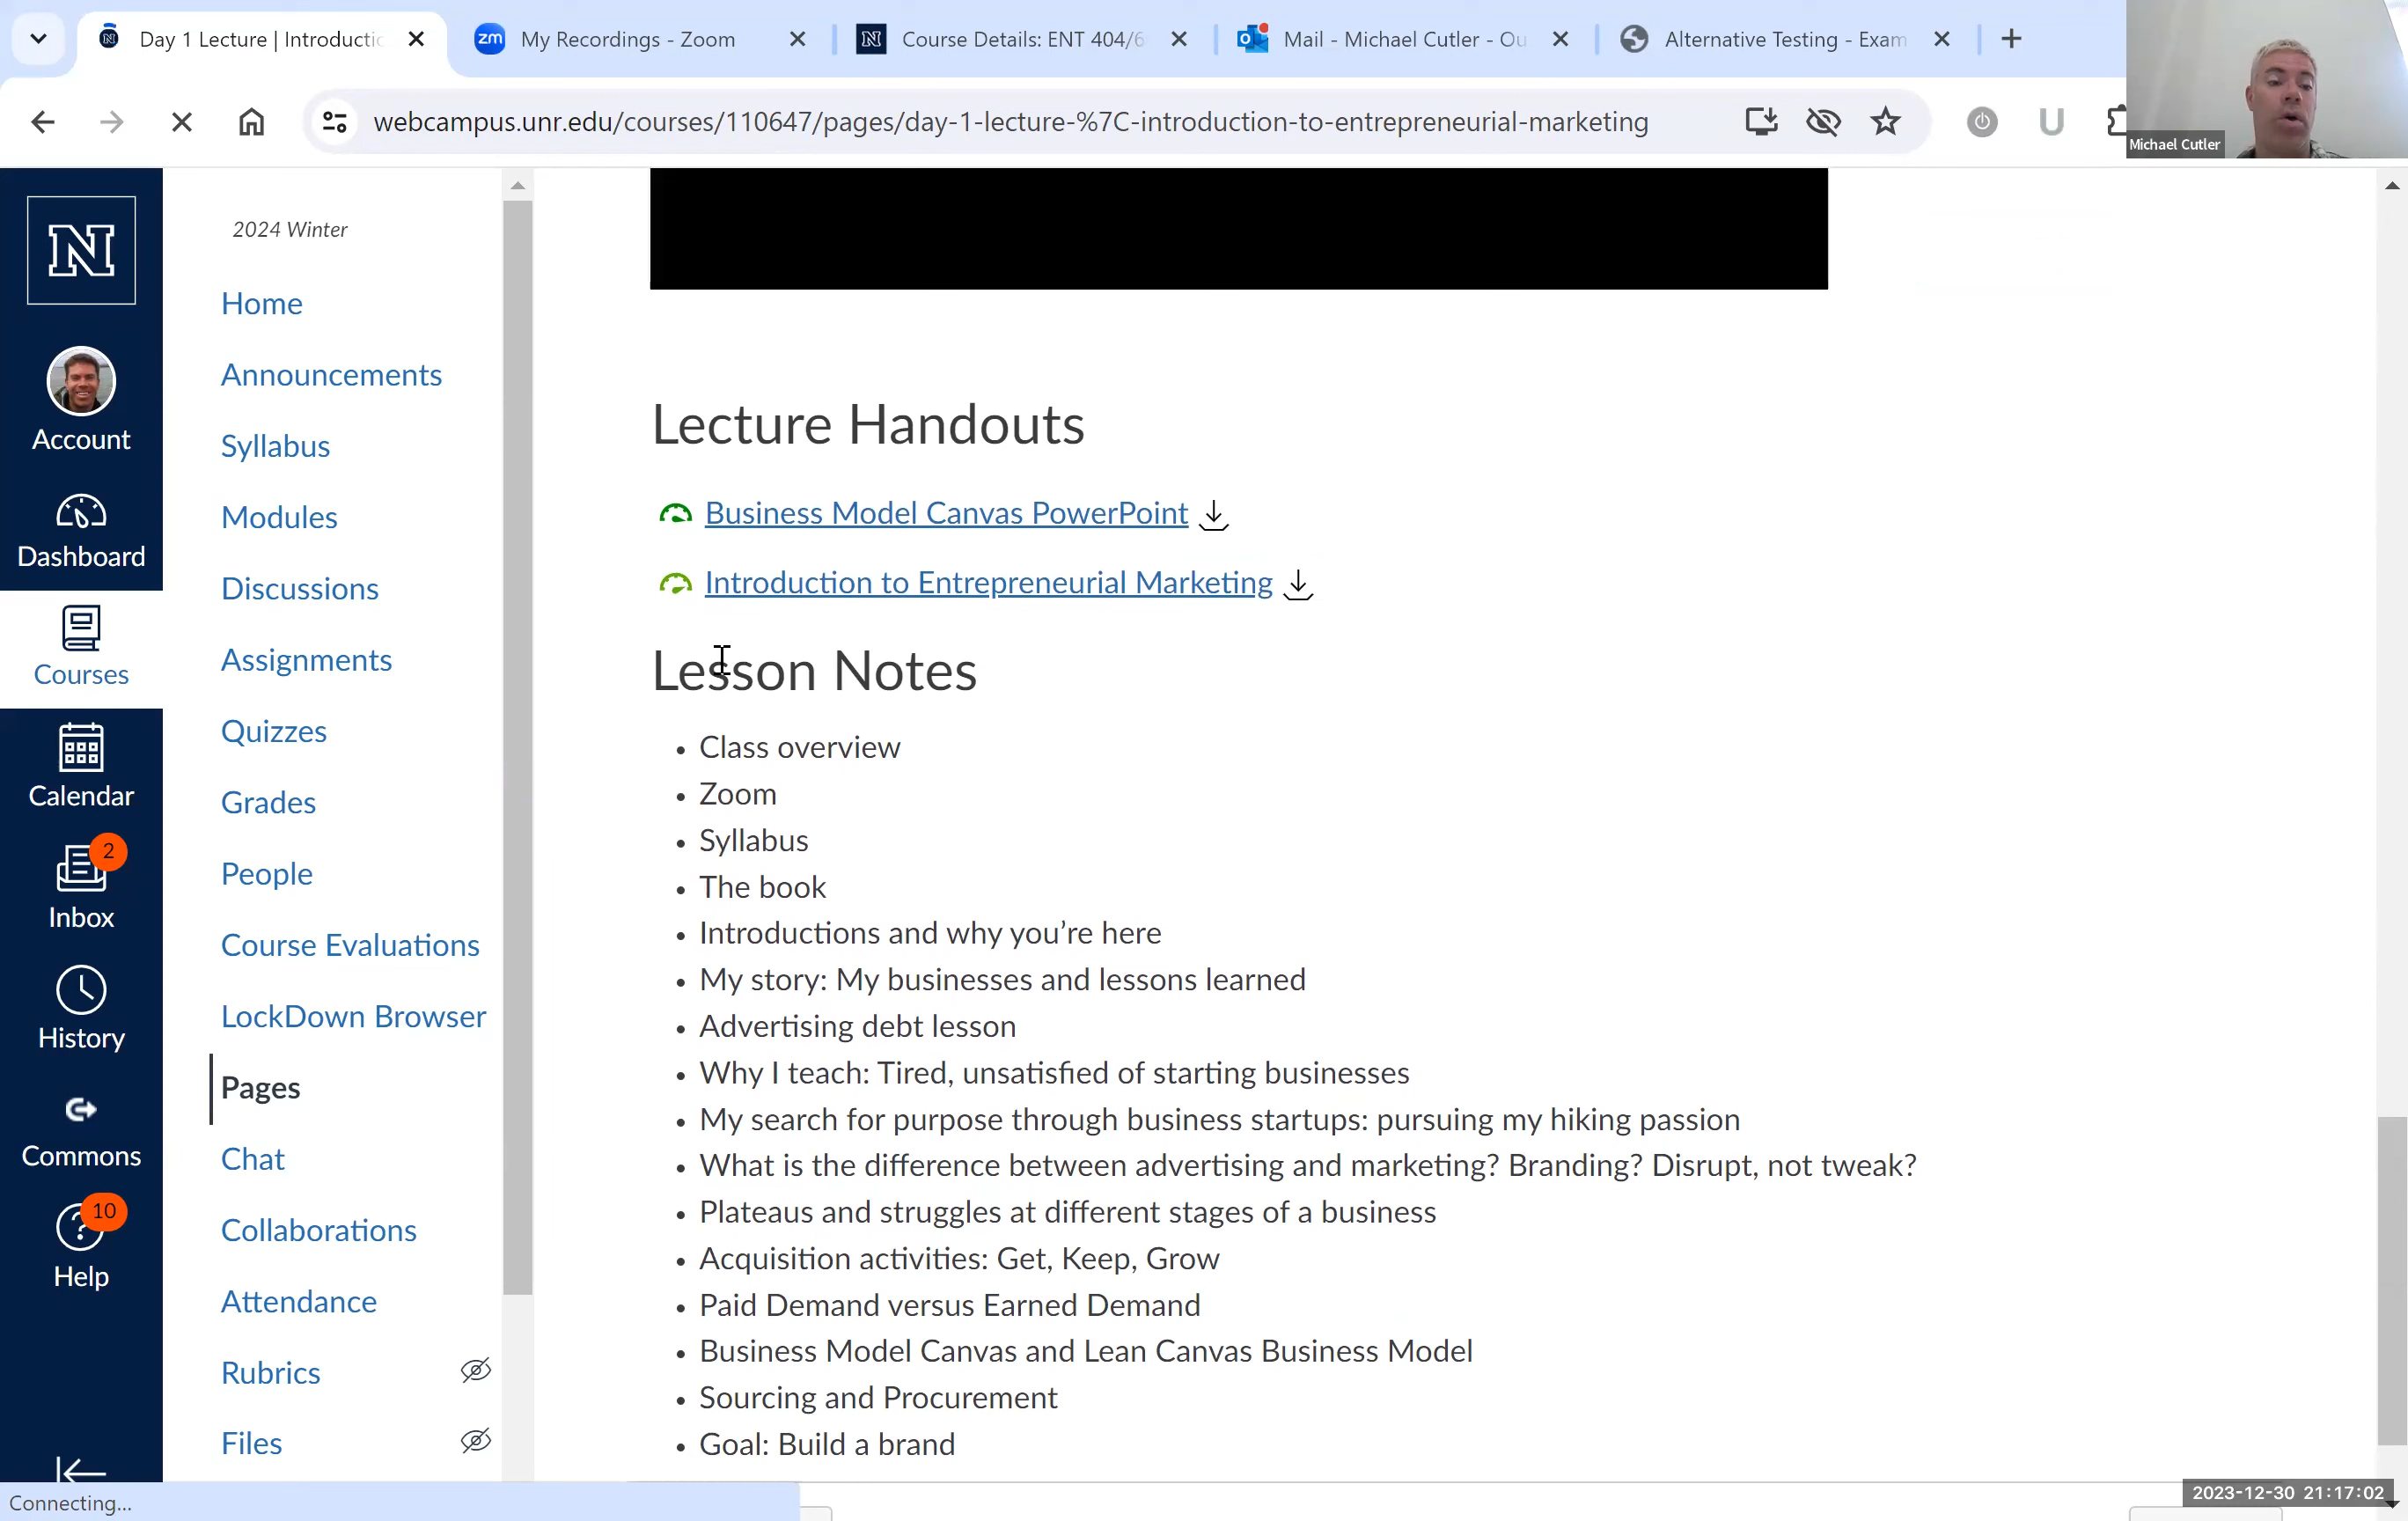 Day 1 Lecture | Introductic
My Recordings - Zoom
Course Details: ENT 404/6
Mail - Michael Cutler - Ou
Alternative Testing - Exam
webcampus.unr.edu/courses/110647/pages/day-1-lecture-%7C-introduction-to-entrepreneurial-marketing
Michael Cutler
N
Account
Dashboard
Courses
Calendar
2
Inbox
History
Commons
10
Help
2024 Winter
Home
Announcements
Syllabus
Modules
Discussions
Assignments
Quizzes
Grades
People
Course Evaluations
LockDown Browser
Pages
Chat
Collaborations
Attendance
Rubrics
Files
Lecture Handouts
Business Model Canvas PowerPoint
Introduction to Entrepreneurial Marketing
Lesson Notes
• Class overview
• Zoom
• Syllabus
• The book
• Introductions and why you’re here
• My story: My businesses and lessons learned
• Advertising debt lesson
• Why I teach: Tired, unsatisfied of starting businesses
• My search for purpose through business startups: pursuing my hiking passion
• What is the difference between advertising and marketing? Branding? Disrupt, not tweak?
• Plateaus and struggles at different stages of a business
• Acquisition activities: Get, Keep, Grow
• Paid Demand versus Earned Demand
• Business Model Canvas and Lean Canvas Business Model
• Sourcing and Procurement
• Goal: Build a brand
Connecting...
2023-12-30 21:17:02